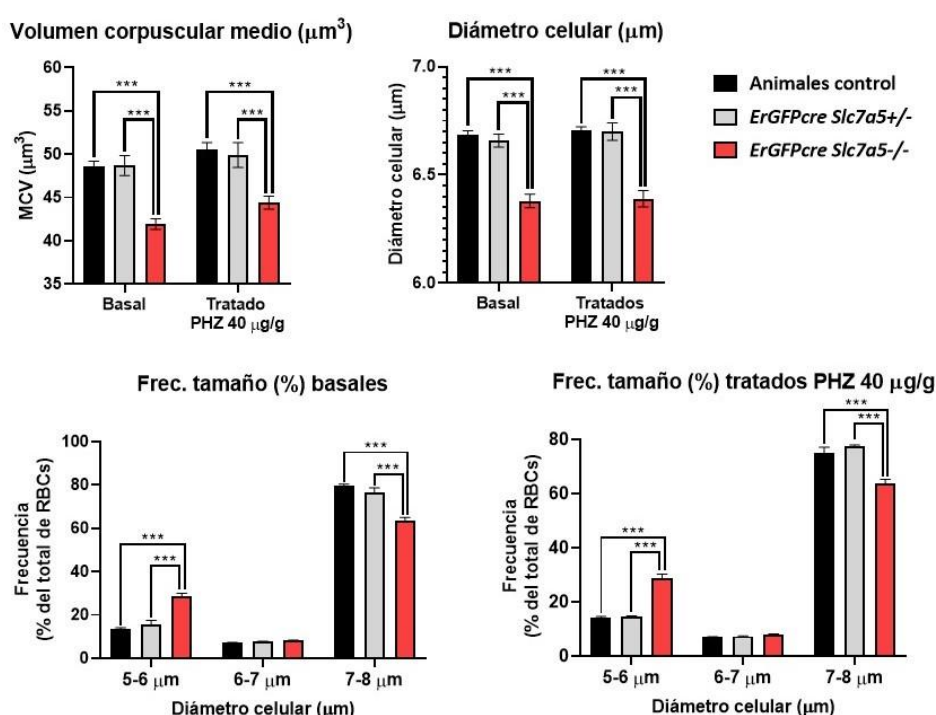 Volumen corpuscular medio (μm³)
60
55
50
45
40
35
MCV (μm³)
***
***
***
***
Basal
Tratado
PHZ 40 μg/g
Diámetro celular (μm)
7.0
6.5
6.0
Diámetro celular (μm)
***
***
***
***
Basal
Tratados
PHZ 40 μg/g
Animales control
ErGFPcre Slc7a5+/-
ErGFPcre Slc7a5-/-
Frec. tamaño (%) basales
100
80
60
40
20
0
Frecuencia
(% del total de RBCs)
***
***
***
***
5-6 μm
6-7 μm
7-8 μm
Diámetro celular (μm)
Frec. tamaño (%) tratados PHZ 40 μg/g
80
60
40
20
0
Frecuencia
(% del total de RBCs)
***
***
***
***
5-6 μm
6-7 μm
7-8 μm
Diámetro celular (μm)